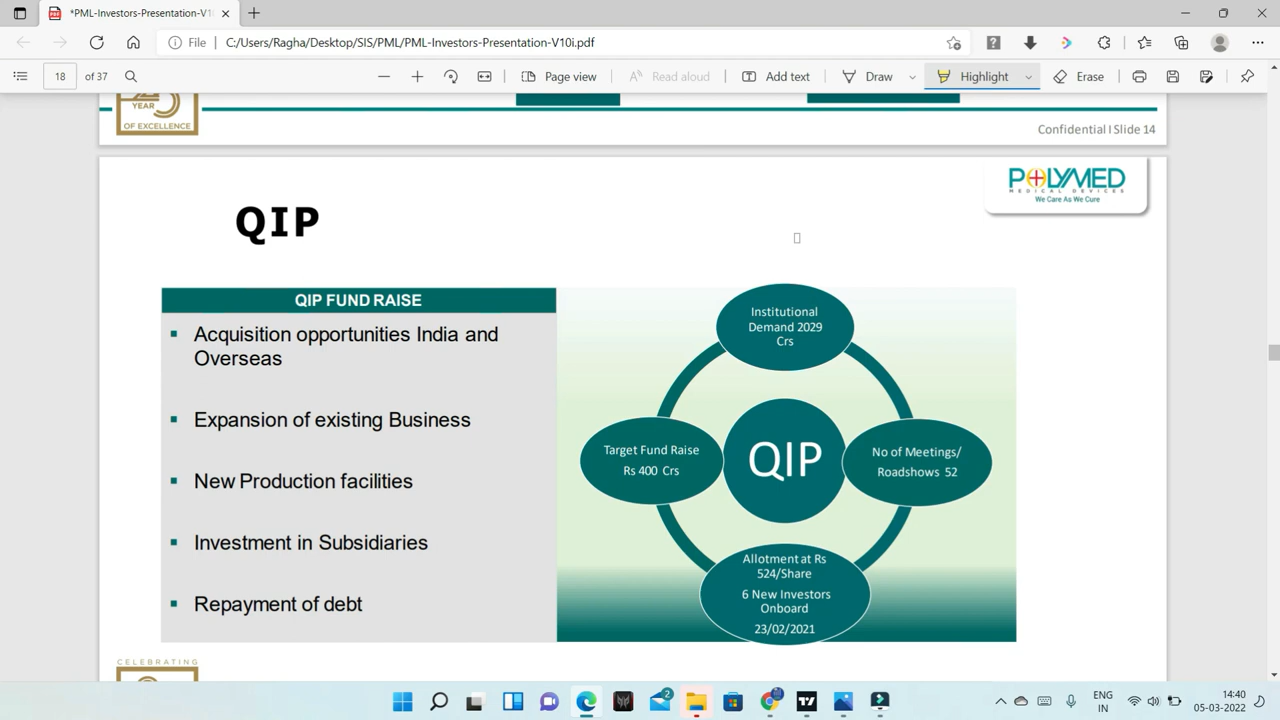 *PML-Investors-Presentation-V10i
File
C:/Users/Ragha/Desktop/SIS/PML/PML-Investors-Presentation-V10i.pdf
18 of 37
Page view
Read aloud
Add text
Draw
Highlight
Erase
YEAR
OF EXCELLENCE
Confidential I Slide 14
POLYMED
MEDICAL DEVICES
We Care As We Cure
QIP
QIP FUND RAISE
▪ Acquisition opportunities India and
Overseas
▪ Expansion of existing Business
▪ New Production facilities
▪ Investment in Subsidiaries
▪ Repayment of debt
Institutional
Demand 2029
Crs
Target Fund Raise
Rs 400 Crs
QIP
No of Meetings/
Roadshows 52
Allotment at Rs
524/Share
6 New Investors
Onboard
23/02/2021
CELEBRATING
2
ENG
IN
14:40
05-03-2022